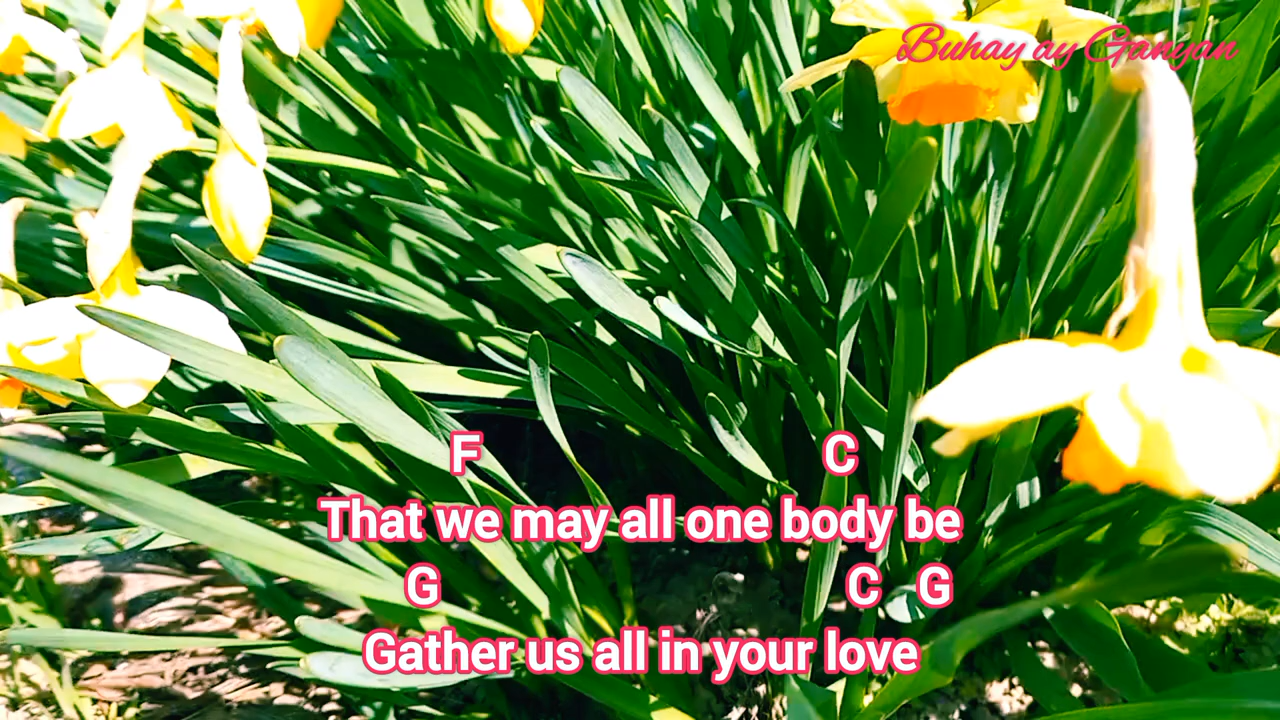 Buhay ay Ganyan
F C
That we may all one body be
G C G
Gather us all in your love